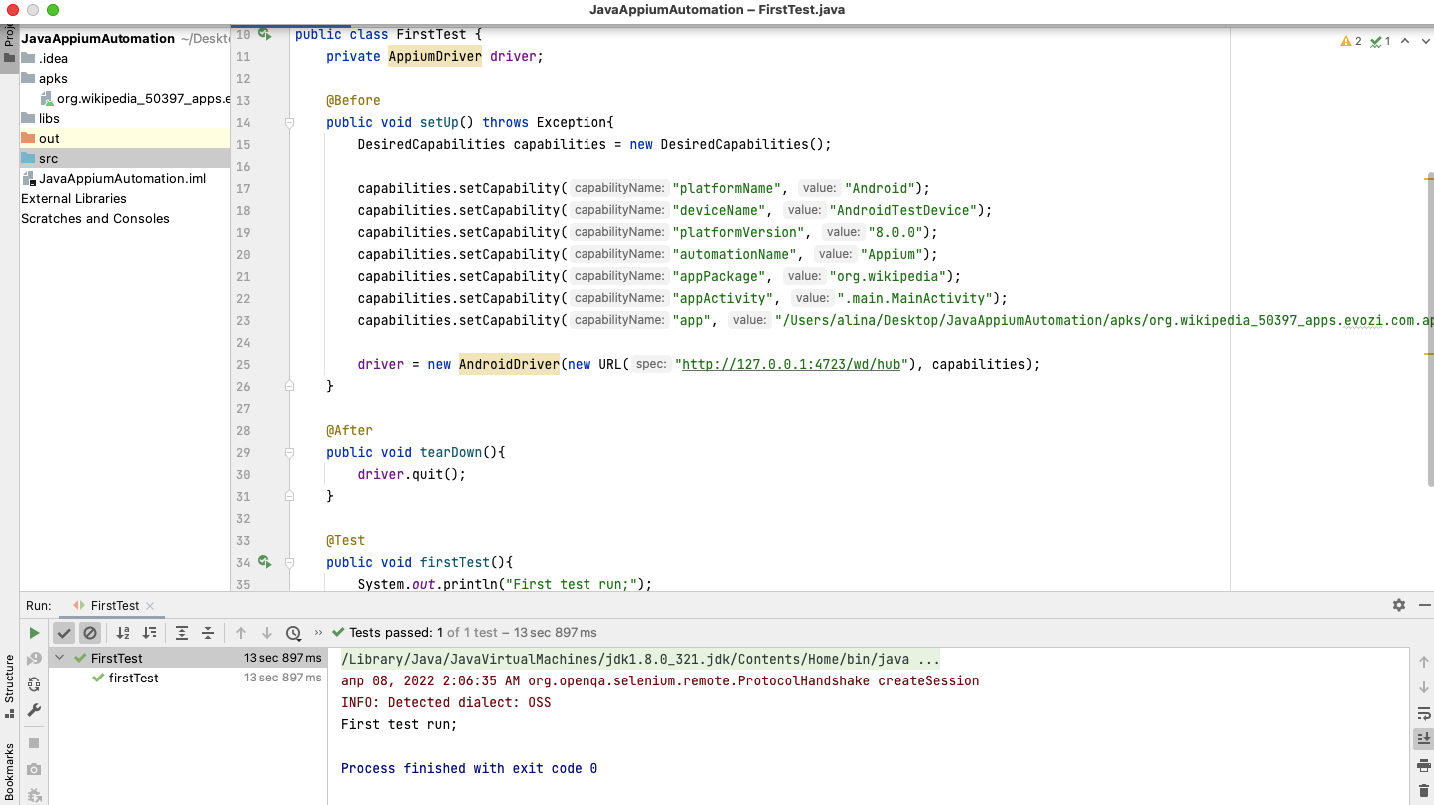 JavaAppiumAutomation – FirstTest.java
JavaAppiumAutomation ~/Deskto
.idea
apks
org.wikipedia_50397_apps.e
libs
out
src
JavaAppiumAutomation.iml
External Libraries
Scratches and Consoles
Structure
Bookmarks
2 1
10 public class FirstTest {
11 private AppiumDriver driver;
12
13 @Before
14 public void setUp() throws Exception{
15 DesiredCapabilities capabilities = new DesiredCapabilities();
16
17 capabilities.setCapability( capabilityName: "platformName", value: "Android");
18 capabilities.setCapability( capabilityName: "deviceName", value: "AndroidTestDevice");
19 capabilities.setCapability( capabilityName: "platformVersion", value: "8.0.0");
20 capabilities.setCapability( capabilityName: "automationName", value: "Appium");
21 capabilities.setCapability( capabilityName: "appPackage", value: "org.wikipedia");
22 capabilities.setCapability( capabilityName: "appActivity", value: ".main.MainActivity");
23 capabilities.setCapability( capabilityName: "app", value: "/Users/alina/Desktop/JavaAppiumAutomation/apks/org.wikipedia_50397_apps.evozi.com.ap
24
25 driver = new AndroidDriver(new URL( spec: "http://127.0.0.1:4723/wd/hub"), capabilities);
26 }
27
28 @After
29 public void tearDown(){
30 driver.quit();
31 }
32
33 @Test
34 public void firstTest(){
35 System.out.println("First test run;");
Run: FirstTest
Tests passed: 1 of 1 test – 13 sec 897 ms
FirstTest 13 sec 897 ms
firstTest 13 sec 897 ms
/Library/Java/JavaVirtualMachines/jdk1.8.0_321.jdk/Contents/Home/bin/java ...
апр 08, 2022 2:06:35 AM org.openqa.selenium.remote.ProtocolHandshake createSession
INFO: Detected dialect: OSS
First test run;
Process finished with exit code 0